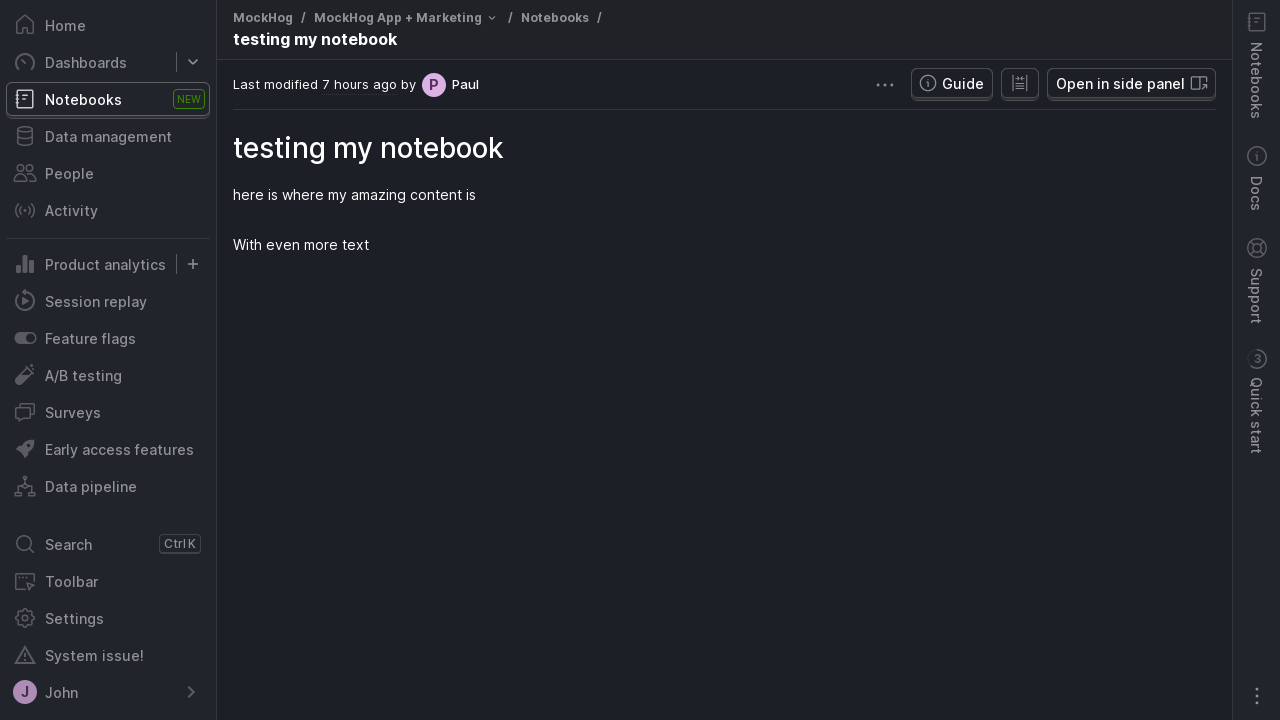 Home
Dashboards
Notebooks NEW
Data management
People
Activity
Product analytics
Session replay
Feature flags
A/B testing
Surveys
Early access features
Data pipeline
Search Ctrl K
Toolbar
Settings
System issue!
J John
MockHog / MockHog App + Marketing / Notebooks /
testing my notebook
Last modified 7 hours ago by P Paul
Guide
Open in side panel
testing my notebook
here is where my amazing content is
With even more text
Notebooks
Docs
Support
3 Quick start